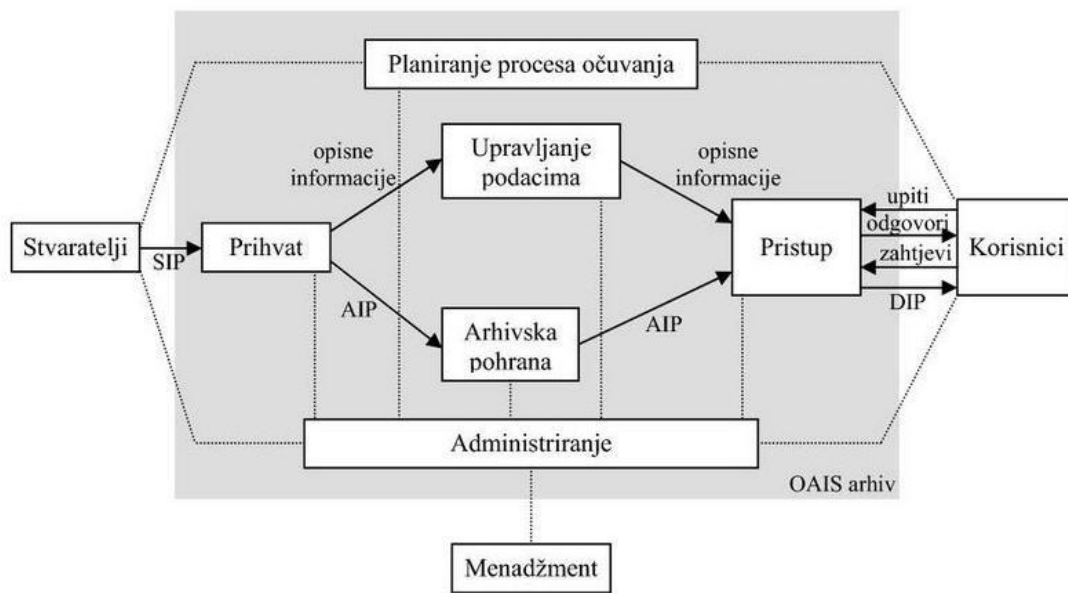 Planiranje procesa očuvanja
opisne
informacije
Upravljanje
podacima
opisne
informacije
Stvaratelji
SIP
Prihvat
Pristup
upiti
odgovori
zahtjevi
DIP
Korisnici
AIP
Arhivska
pohrana
AIP
Administriranje
OAIS arhiv
Menadžment